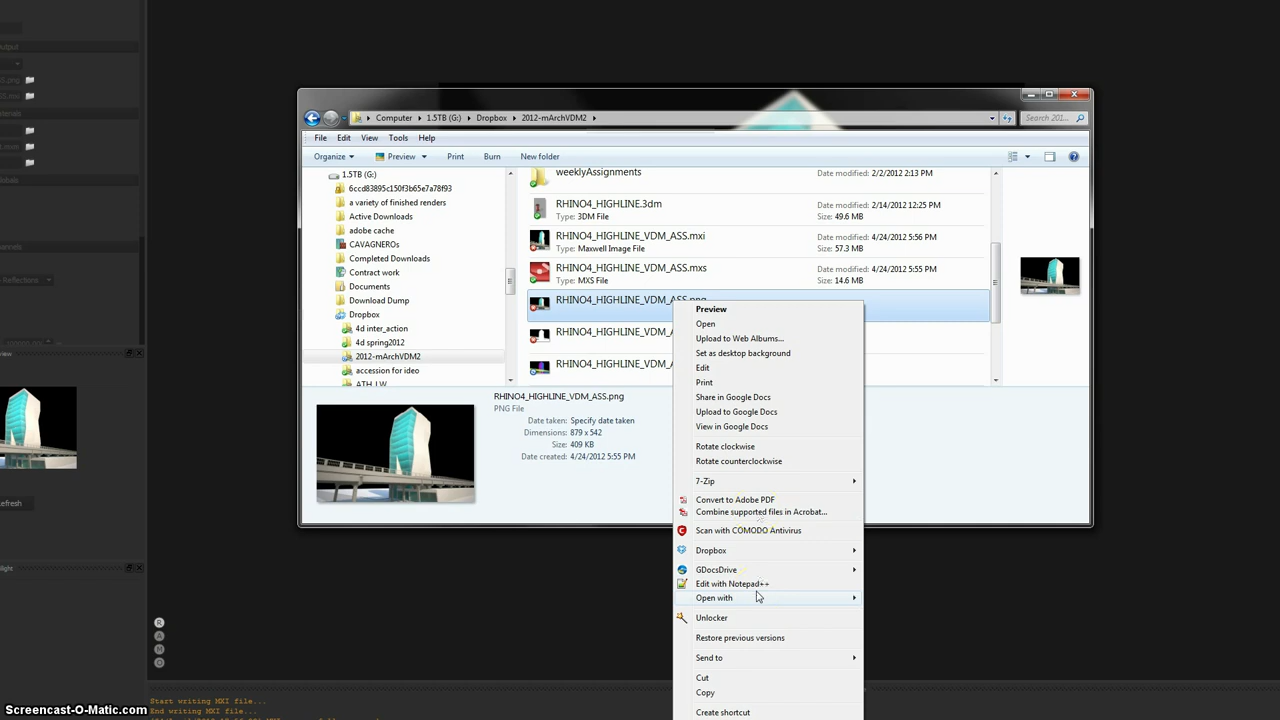 Output
Computer
1.5TB (G:)
Dropbox
2012-mArchVDM2
Search 201...
File
Edit
View
Tools
Help
Organize
Preview
Print
Burn
New folder
1.5TB (G:)
6ccd83895c150f3b65e7a78f93
a variety of finished renders
Active Downloads
adobe cache
CAVAGNEROs
Completed Downloads
Contract work
Documents
Download Dump
Dropbox
4d inter_action
4d spring2012
2012-mArchVDM2
accession for ideo
ATH_LW
weeklyAssignments
Date modified: 2/2/2012 2:13 PM
RHINO4_HIGHLINE.3dm
Type: 3DM File
Date modified: 2/14/2012 12:25 PM
Size: 49.6 MB
RHINO4_HIGHLINE_VDM_ASS.mxi
Type: Maxwell Image File
Date modified: 4/24/2012 5:56 PM
Size: 57.3 MB
RHINO4_HIGHLINE_VDM_ASS.mxs
Type: MXS File
Date modified: 4/24/2012 5:55 PM
Size: 14.6 MB
RHINO4_HIGHLINE_VDM_ASS.png
RHINO4_HIGHLINE_VDM_A
RHINO4_HIGHLINE_VDM_A
Preview
Open
Upload to Web Albums...
Set as desktop background
Edit
Print
Share in Google Docs
Upload to Google Docs
View in Google Docs
Rotate clockwise
Rotate counterclockwise
7-Zip
Convert to Adobe PDF
Combine supported files in Acrobat...
Scan with COMODO Antivirus
Dropbox
GDocsDrive
Edit with Notepad++
Open with
Unlocker
Restore previous versions
Send to
Cut
Copy
Create shortcut
RHINO4_HIGHLINE_VDM_ASS.png
PNG File
Date taken: Specify date taken
Dimensions: 879 x 542
Size: 409 KB
Date created: 4/24/2012 5:55 PM
Reflections
efresh
R
A
M
O
Start writing MXI file...
End writing MXI file...
Screencast-O-Matic.com